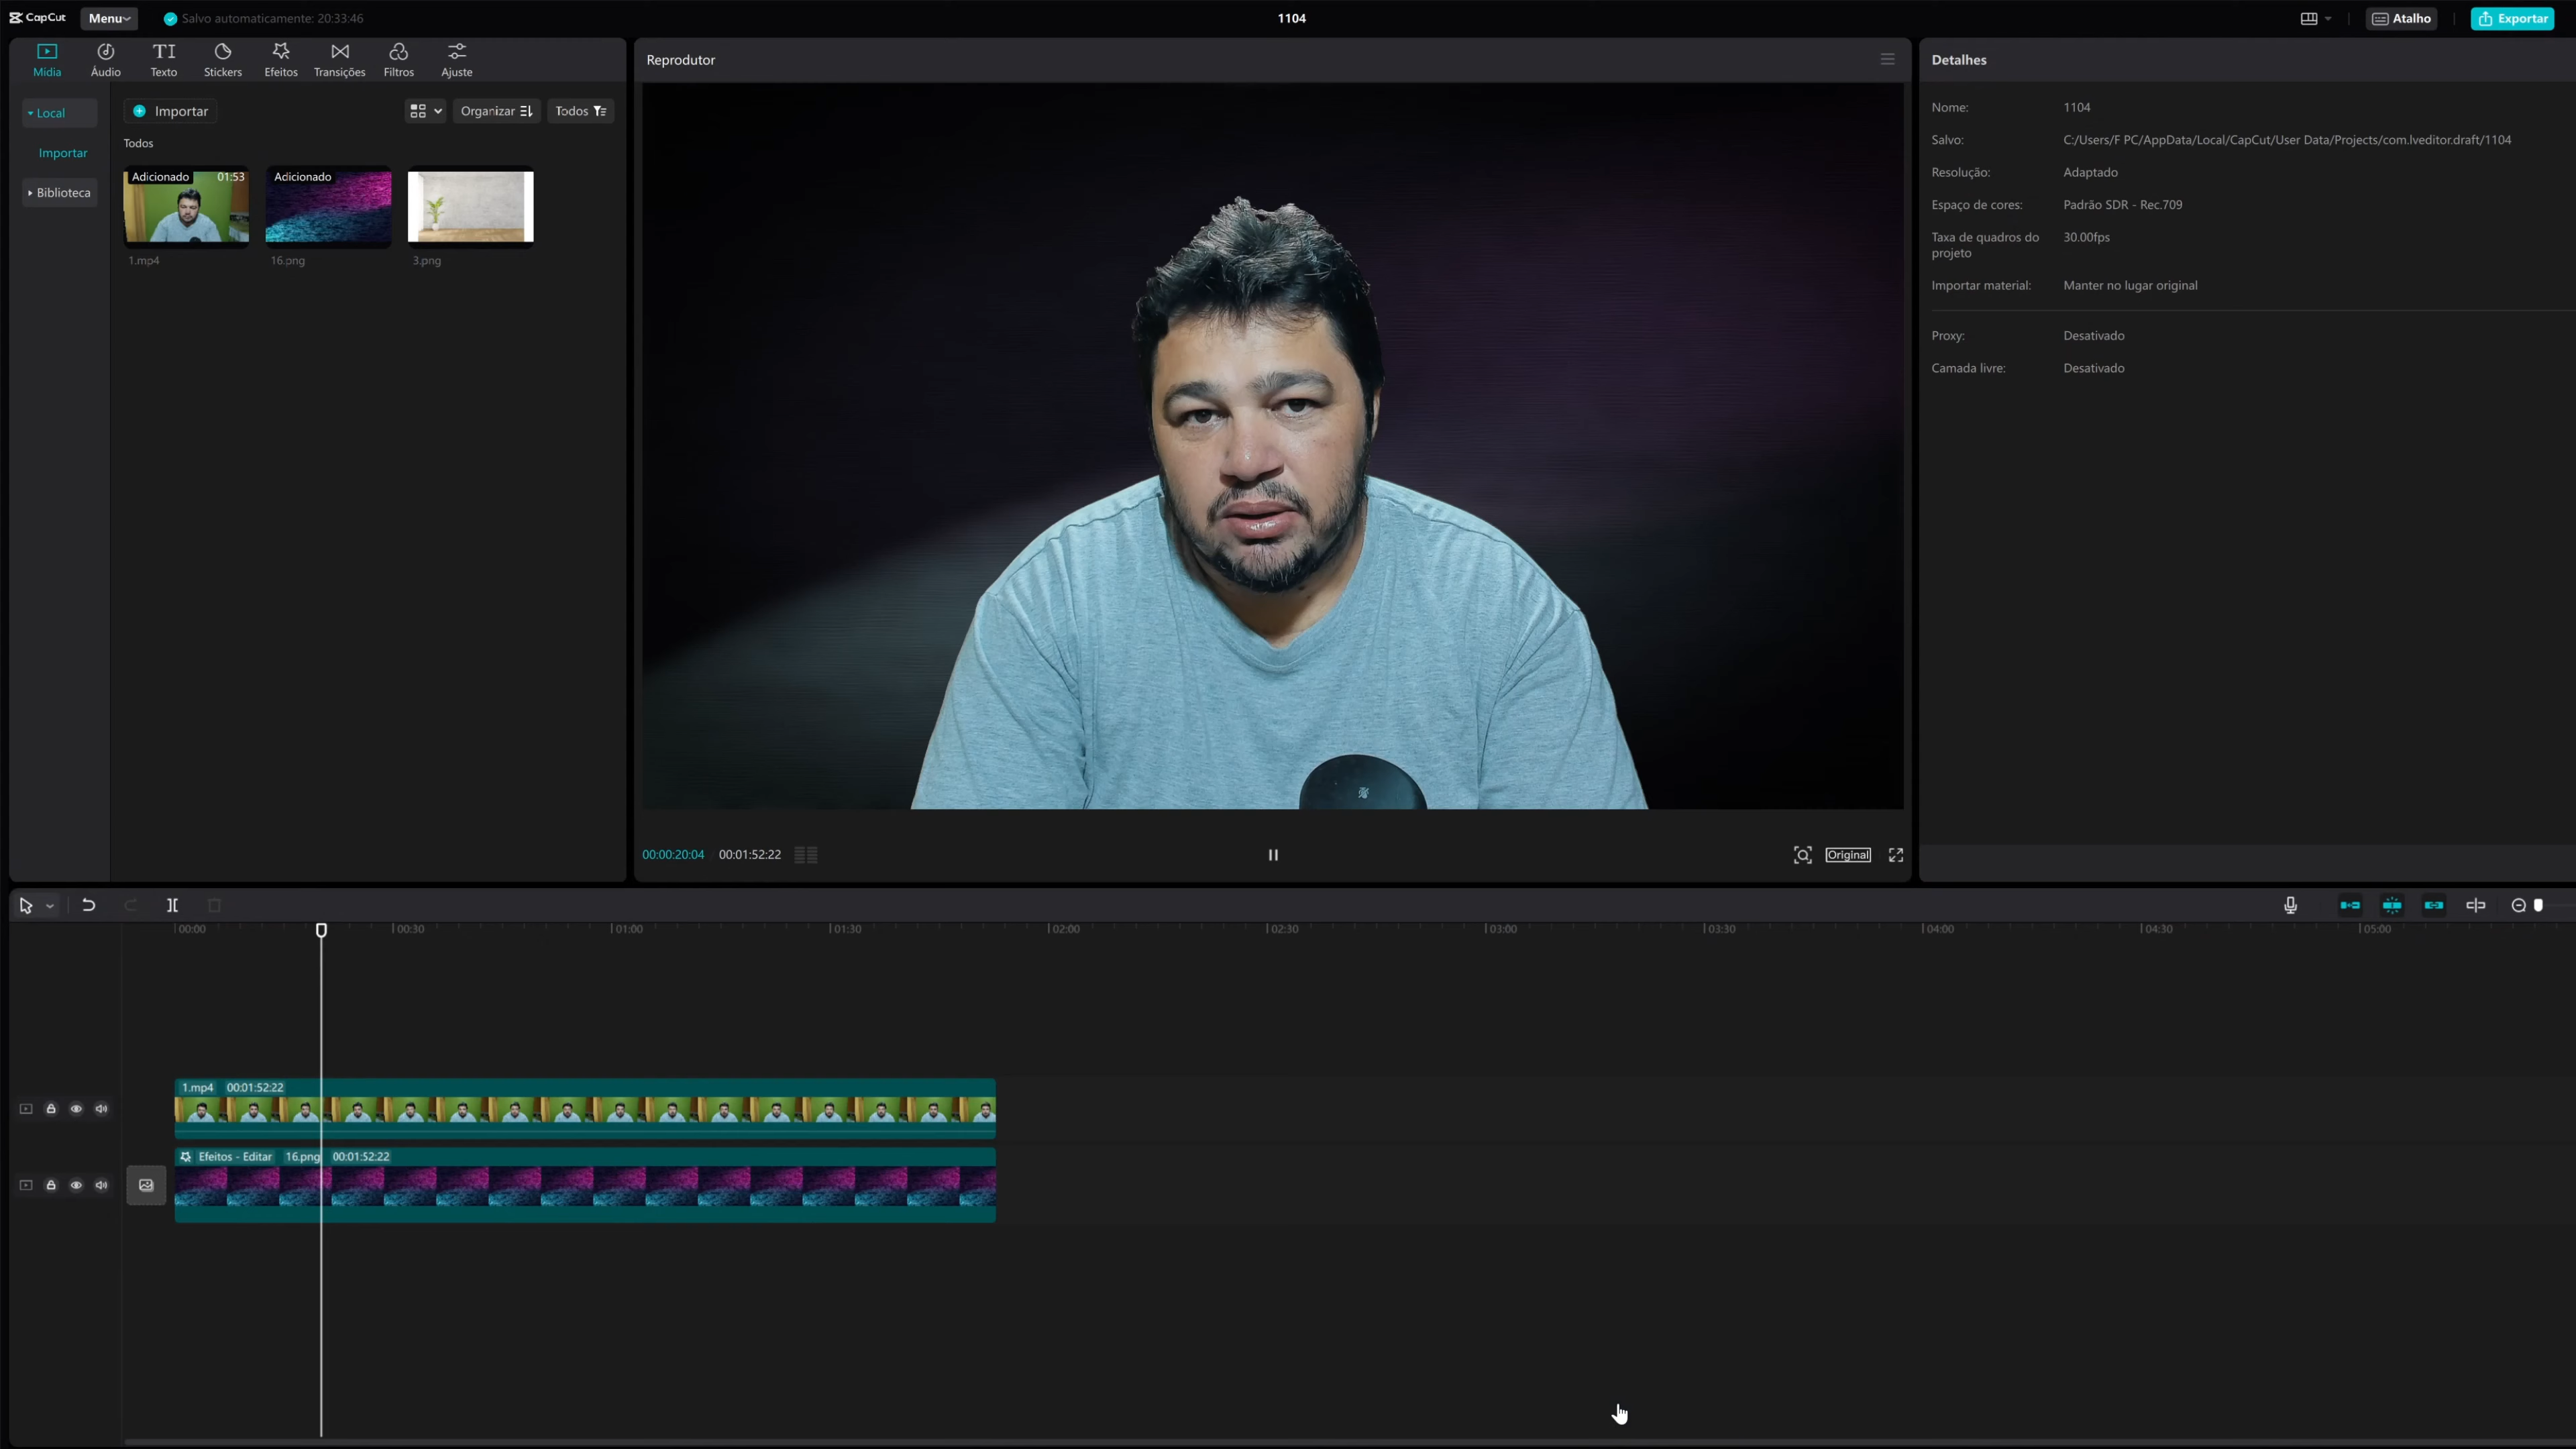 CapCut Menu Salvo automaticamente: 20:33:46 1104 Atalho Exportar
Mídia Áudio Texto Stickers Efeitos Transições Filtros Ajuste
Local
Importar
Biblioteca
Importar Organizar Todos
Todos
Adicionado 01:53 Adicionado
1.mp4 16.png 3.png
Reprodutor
00:00:20:04 00:01:52:22 Original
Detalhes
Nome: 1104
Salvo: C:/Users/F PC/AppData/Local/CapCut/User Data/Projects/com.lveditor.draft/1104
Resolução: Adaptado
Espaço de cores: Padrão SDR - Rec.709
Taxa de quadros do 30.00fps
projeto
Importar material: Manter no lugar original
Proxy: Desativado
Camada livre: Desativado
00:00 00:30 01:00 01:30 02:00 02:30 03:00 03:30 04:00 04:30 05:00
1.mp4 00:01:52:22
Efeitos - Editar 16.png 00:01:52:22